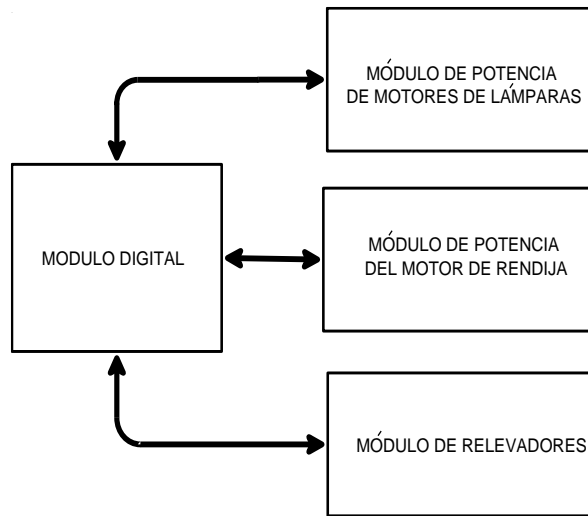 MÓDULO DE POTENCIA
DE MOTORES DE LÁMPARAS
MODULO DIGITAL
MÓDULO DE POTENCIA
DEL MOTOR DE RENDIJA
MÓDULO DE RELEVADORES